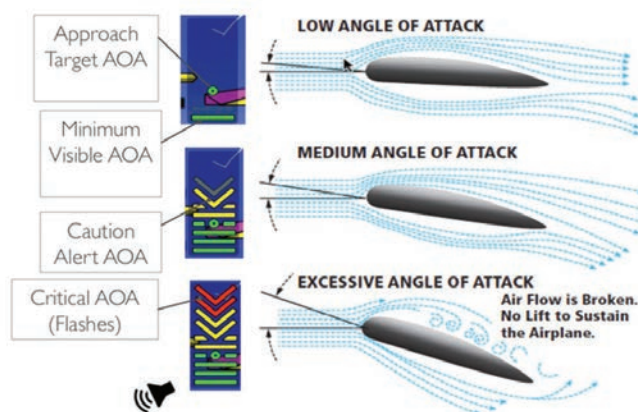 Approach
Target AOA
Minimum
Visible AOA
Caution
Alert AOA
Critical AOA
(Flashes)
LOW ANGLE OF ATTACK
MEDIUM ANGLE OF ATTACK
EXCESSIVE ANGLE OF ATTACK
Air Flow is Broken.
No Lift to Sustain
the Airplane.